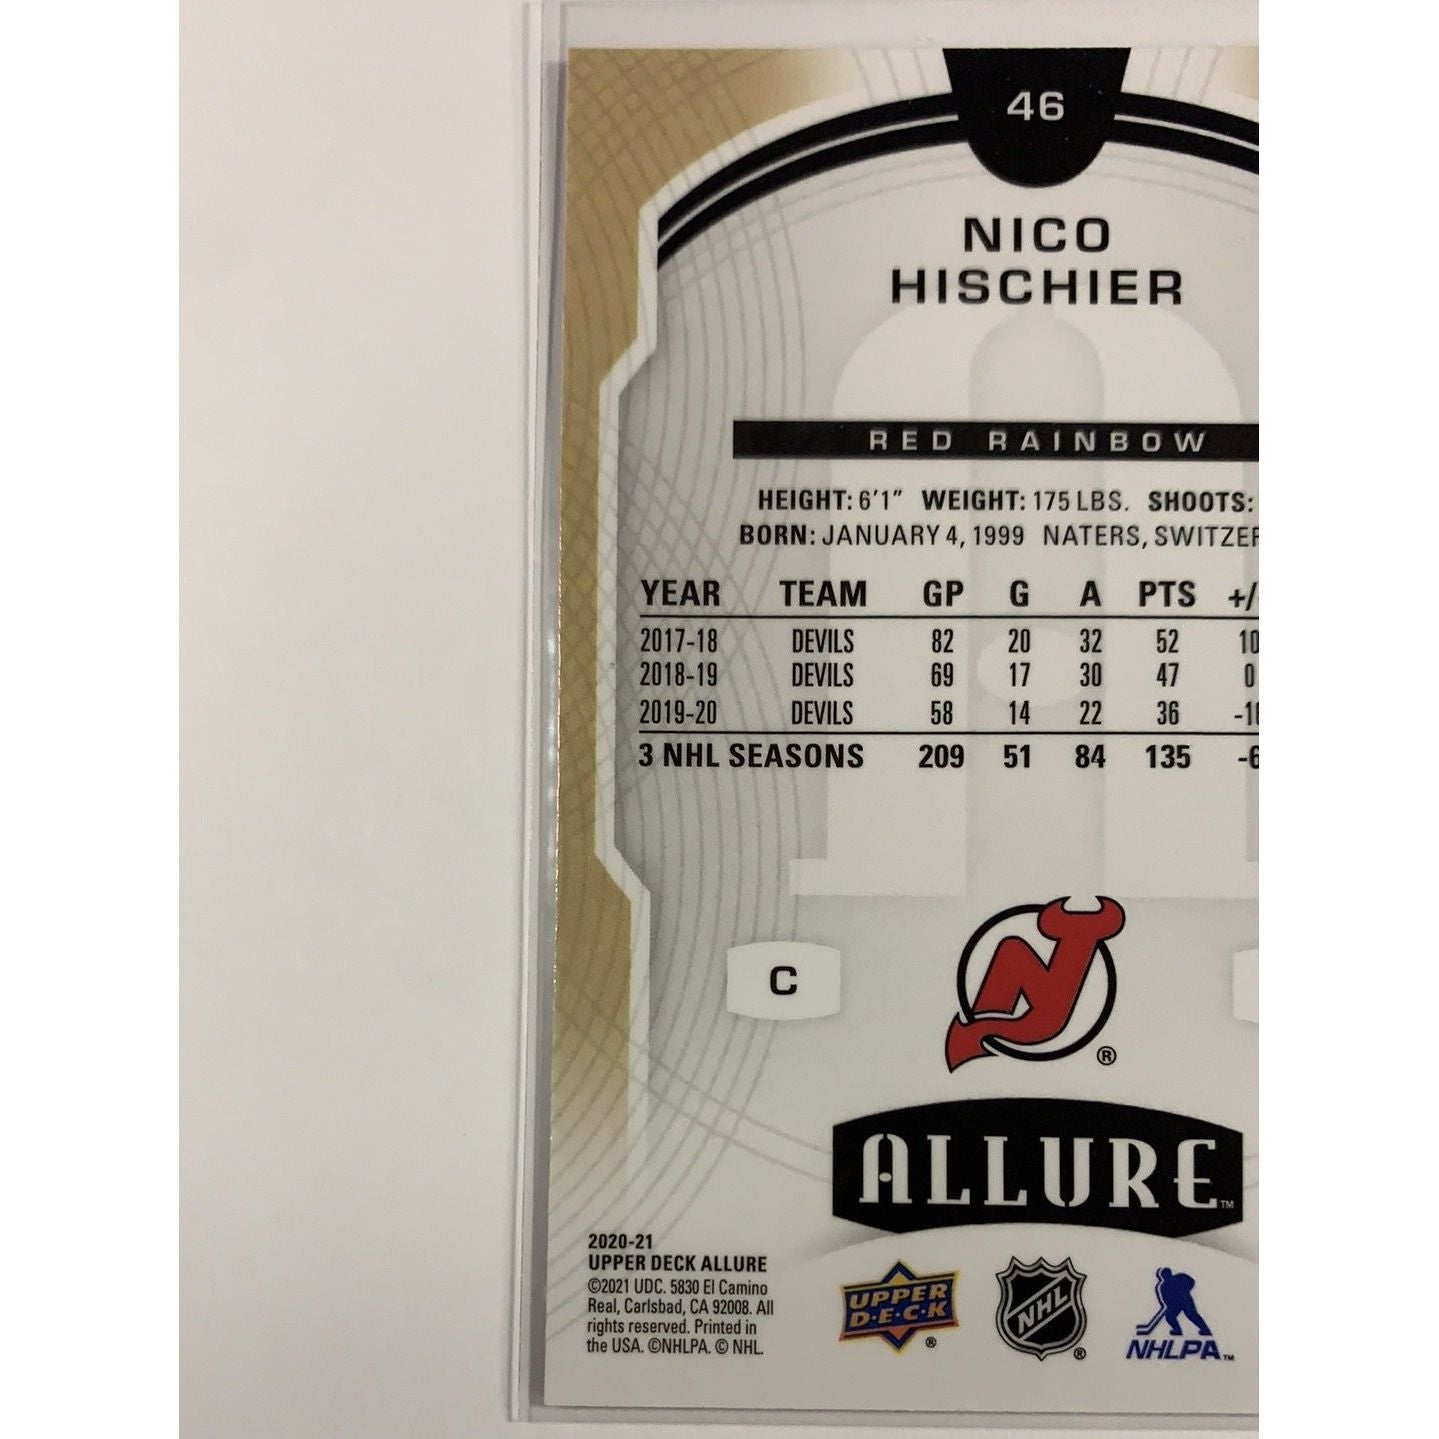 46
NICO
HISCHIER
RED RAINBOW
HEIGHT: 6'1" WEIGHT: 175 LBS. SHOOTS:
BORN: JANUARY 4, 1999 NATERS, SWITZER
YEAR TEAM GP G A PTS +/
2017-18 DEVILS 82 20 32 52 10
2018-19 DEVILS 69 17 30 47 0
2019-20 DEVILS 58 14 22 36 -1
3 NHL SEASONS 209 51 84 135 -6
C
NJ
®
ALLURE™
2020-21
UPPER DECK ALLURE
©2021 UDC. 5830 El Camino
Real, Carlsbad, CA 92008. All
rights reserved. Printed in
the USA. ©NHLPA. © NHL.
UPPER
D·E·C·K ®
NHL ®
NHLPA™